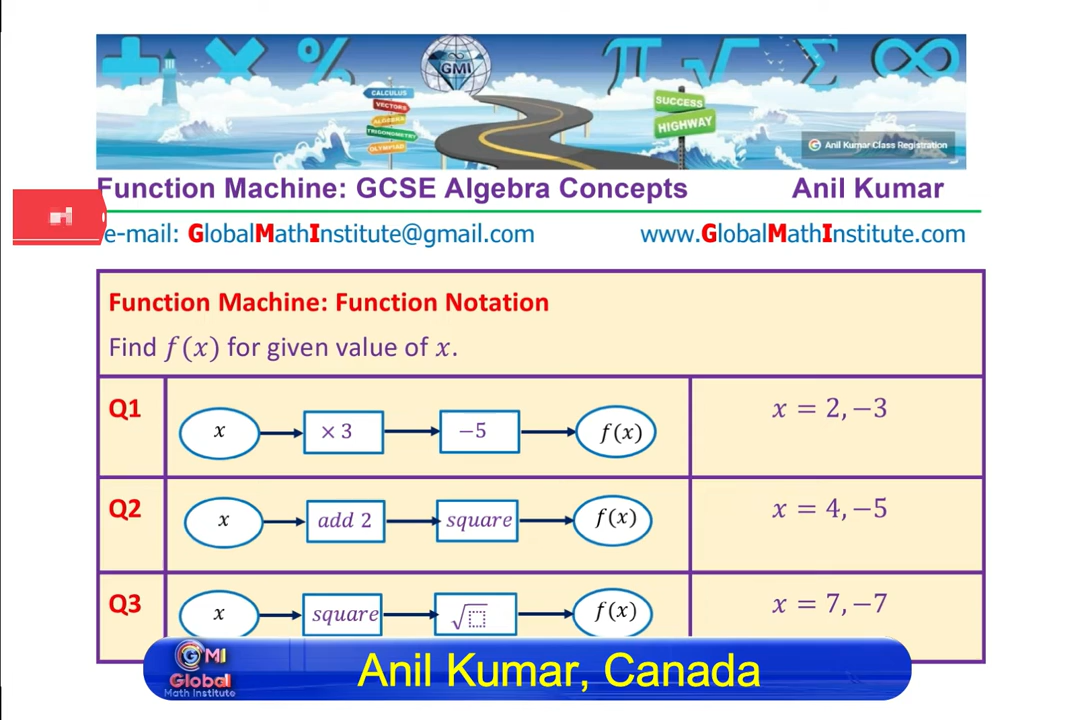 GMI
CALCULUS
VECTORS
ALGEBRA
TRIGONOMETRY
OLYMPIAD
SUCCESS
HIGHWAY
Anil Kumar Class Registration
Function Machine: GCSE Algebra Concepts Anil Kumar
e-mail: GlobalMathInstitute@gmail.com www.GlobalMathInstitute.com
Function Machine: Function Notation
Find f(x) for given value of x.
Q1 x × 3 −5 f(x) x = 2, −3
Q2 x add 2 square f(x) x = 4, −5
Q3 x square √ f(x) x = 7, −7
GMI
Global
Math Institute
Anil Kumar, Canada